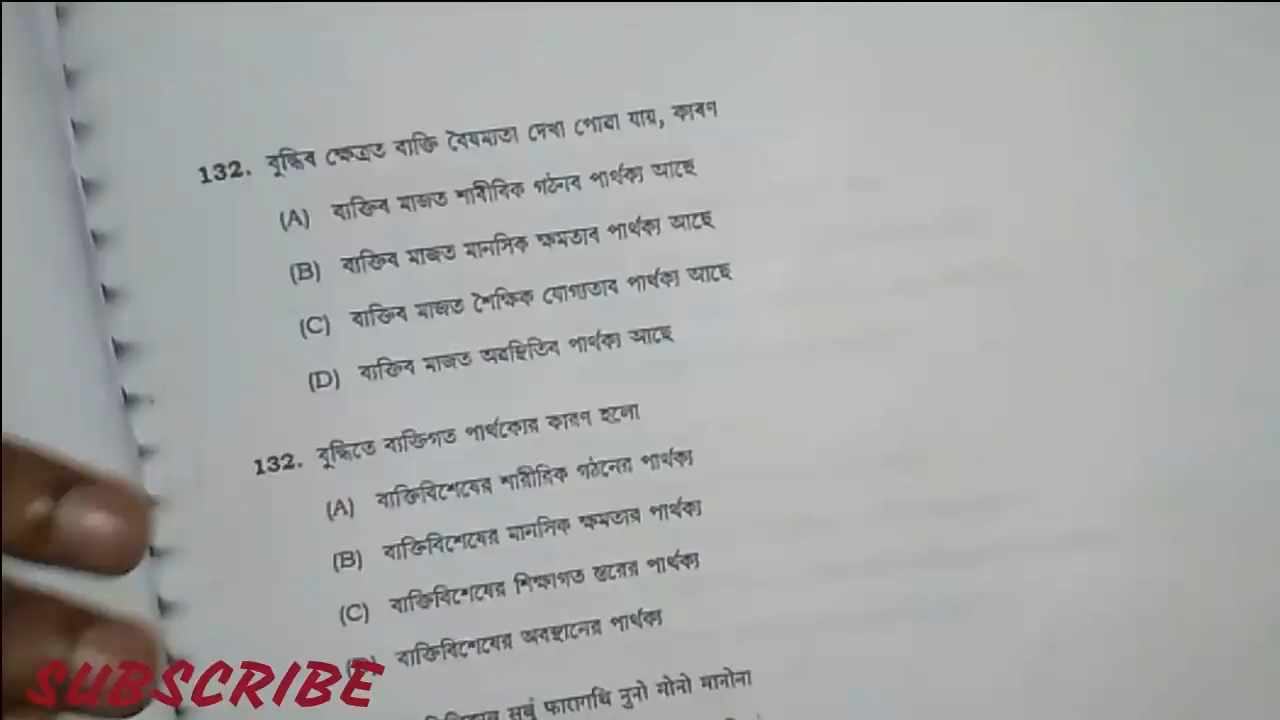 132. বুদ্ধিৰ ক্ষেত্ৰত ব্যক্তি বৈষম্যতা দেখা পোৱা যায়, কাৰণ
(A) ব্যক্তিৰ মাজত শাৰীৰিক গঠনৰ পাৰ্থক্য আছে
(B) ব্যক্তিৰ মাজত মানসিক ক্ষমতাৰ পাৰ্থক্য আছে
(C) ব্যক্তিৰ মাজত শৈক্ষিক যোগ্যতাৰ পাৰ্থক্য আছে
(D) ব্যক্তিৰ মাজত অৱস্থিতিৰ পাৰ্থক্য আছে
132. বুদ্ধিতে ব্যক্তিগত পার্থক্যের কারণ হলো
(A) ব্যক্তিবিশেষের শারীরিক গঠনের পার্থক্য
(B) ব্যক্তিবিশেষের মানসিক ক্ষমতার পার্থক্য
(C) ব্যক্তিবিশেষের শিক্ষাগত স্তরের পার্থক্য
(D) ব্যক্তিবিশেষের অবস্থানের পার্থক্য
SUBSCRIBE